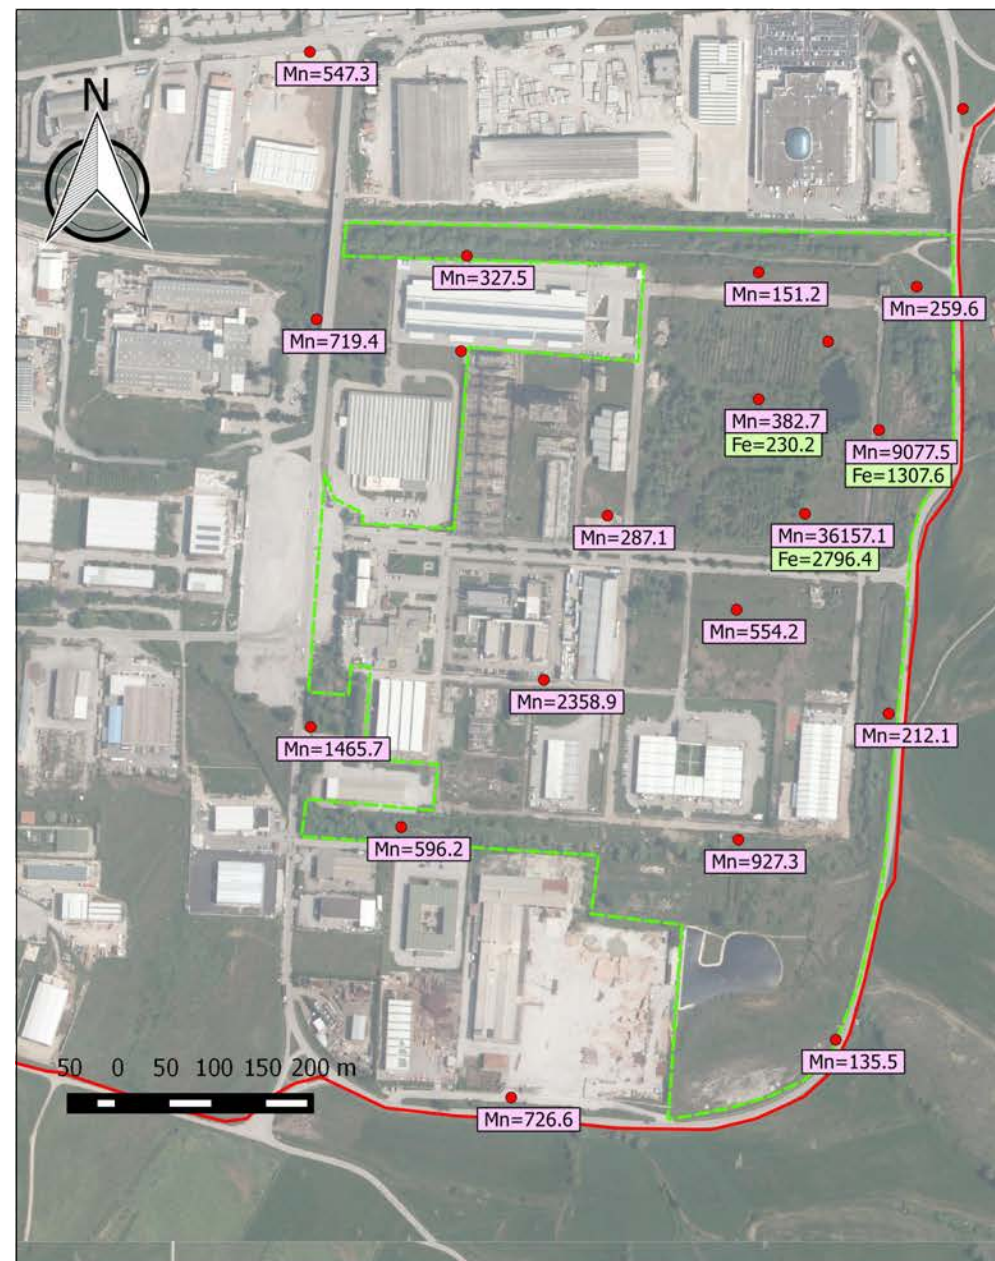 Mn=547.3
N
Mn=327.5
Mn=151.2
Mn=259.6
Mn=719.4
Mn=382.7
Fe=230.2
Mn=9077.5
Fe=1307.6
Mn=287.1
Mn=36157.1
Fe=2796.4
Mn=554.2
Mn=2358.9
Mn=212.1
Mn=1465.7
Mn=596.2
Mn=927.3
50 0 50 100 150 200 m
Mn=135.5
Mn=726.6